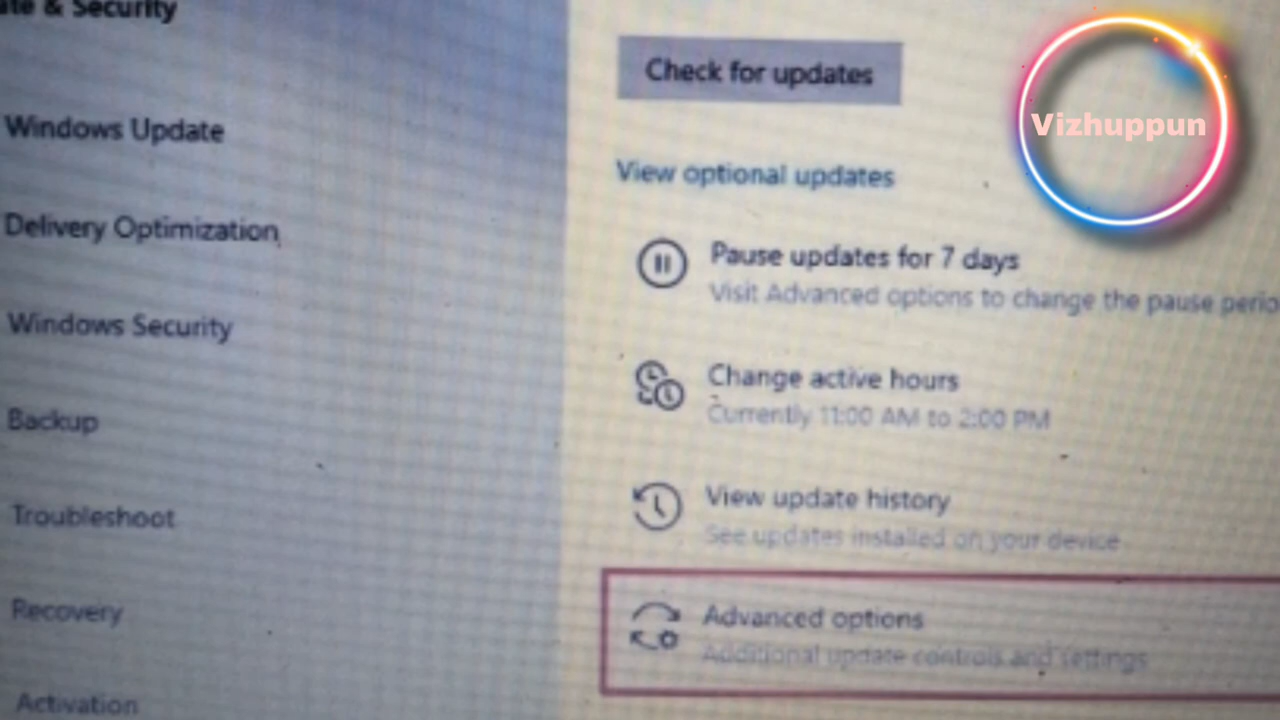 ate & Security
Windows Update
Delivery Optimization
Windows Security
Backup
Troubleshoot
Recovery
Activation
Check for updates
View optional updates
Pause updates for 7 days
Visit Advanced options to change the pause perio
Change active hours
Currently 11:00 AM to 2:00 PM
View update history
See updates installed on your device
Advanced options
Additional update controls and settings
Vizhuppun